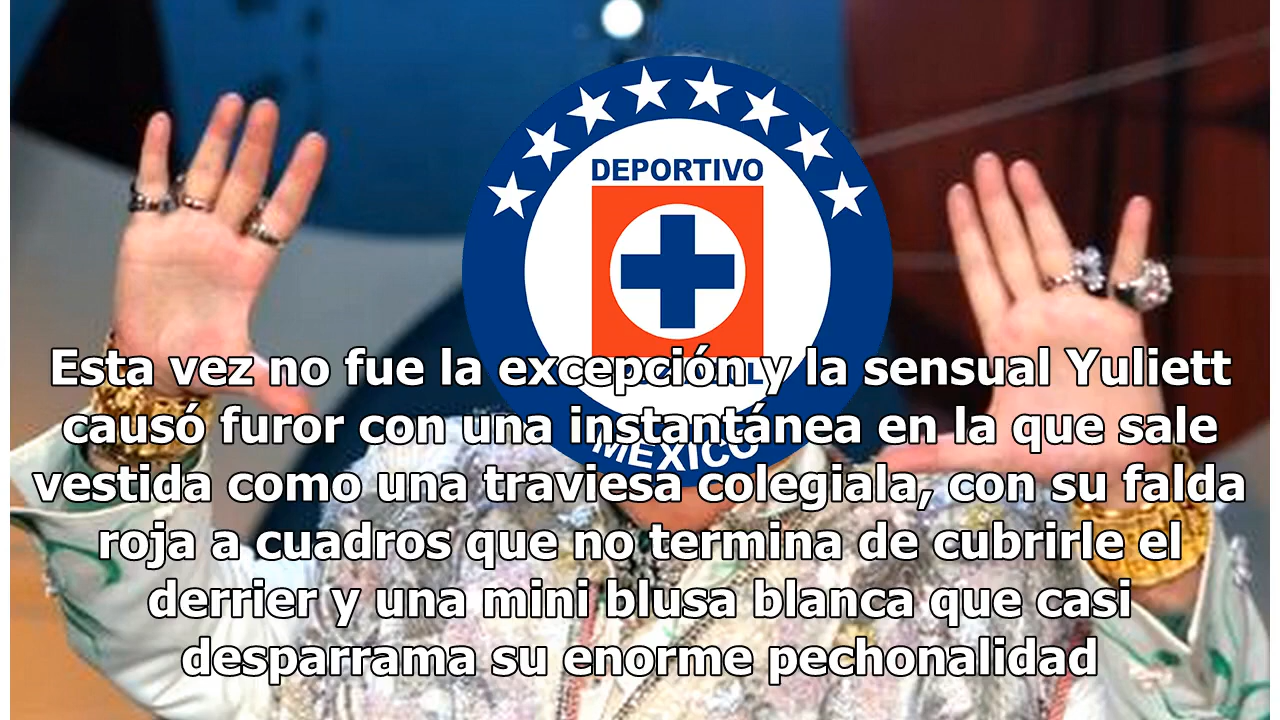 DEPORTIVO
MÉXICO
Esta vez no fue la excepción y la sensual Yuliett
causó furor con una instantánea en la que sale
vestida como una traviesa colegiala, con su falda
roja a cuadros que no termina de cubrirle el
derrier y una mini blusa blanca que casi
desparrama su enorme pechonalidad